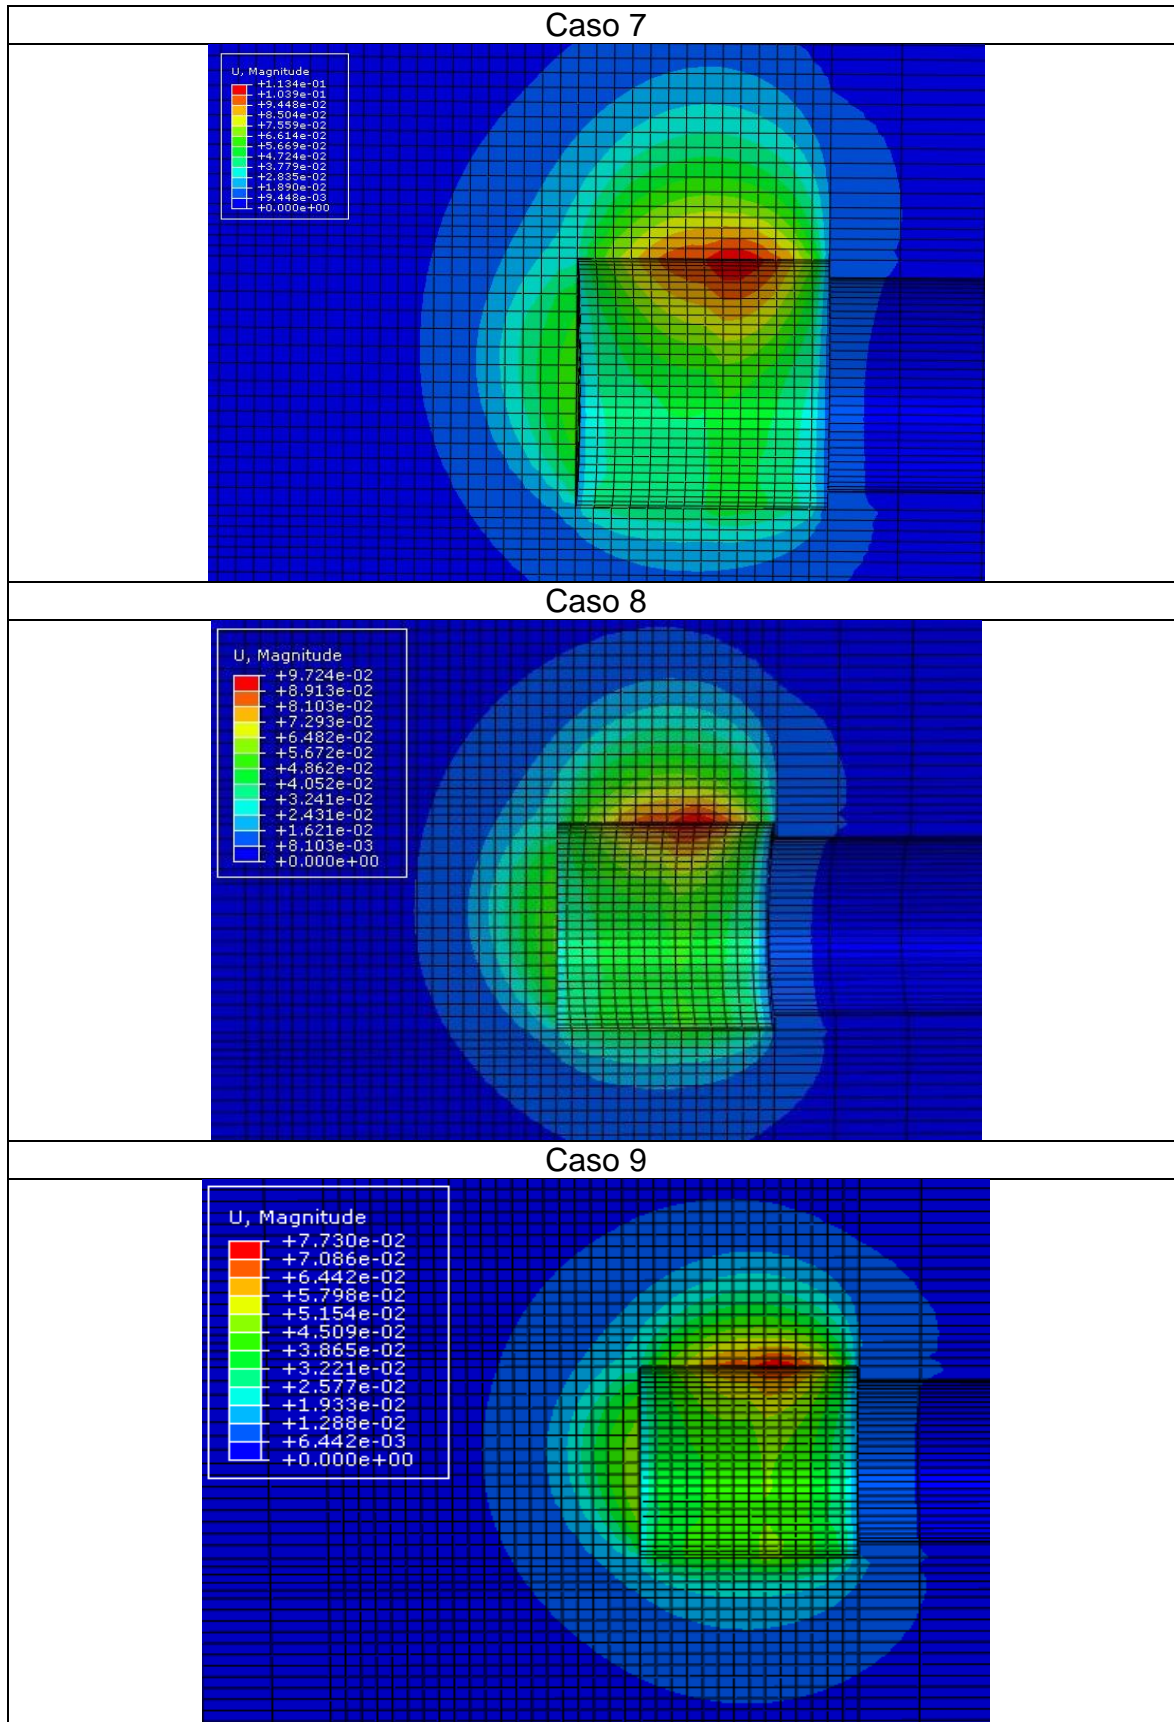 Caso 7
U, Magnitude
+1.134e-01
+1.039e-01
+9.448e-02
+8.504e-02
+7.559e-02
+6.614e-02
+5.669e-02
+4.724e-02
+3.779e-02
+2.835e-02
+1.890e-02
+9.448e-03
+0.000e+00
Caso 8
U, Magnitude
+9.724e-02
+8.913e-02
+8.103e-02
+7.293e-02
+6.482e-02
+5.672e-02
+4.862e-02
+4.052e-02
+3.241e-02
+2.431e-02
+1.621e-02
+8.103e-03
+0.000e+00
Caso 9
U, Magnitude
+7.730e-02
+7.086e-02
+6.442e-02
+5.798e-02
+5.154e-02
+4.509e-02
+3.865e-02
+3.221e-02
+2.577e-02
+1.933e-02
+1.288e-02
+6.442e-03
+0.000e+00